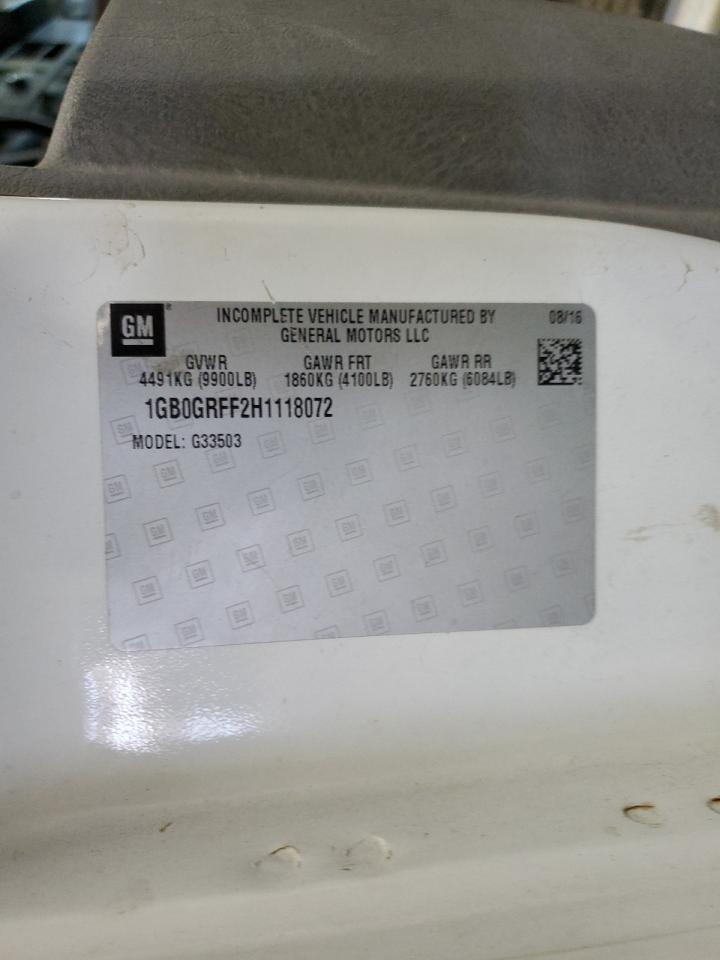 GM®
INCOMPLETE VEHICLE MANUFACTURED BY
GENERAL MOTORS LLC
08/16
GVWR GAWR FRT GAWR RR
4491KG (9900LB) 1860KG (4100LB) 2760KG (6084LB)
1GB0GRFF2H1118072
MODEL: G33503